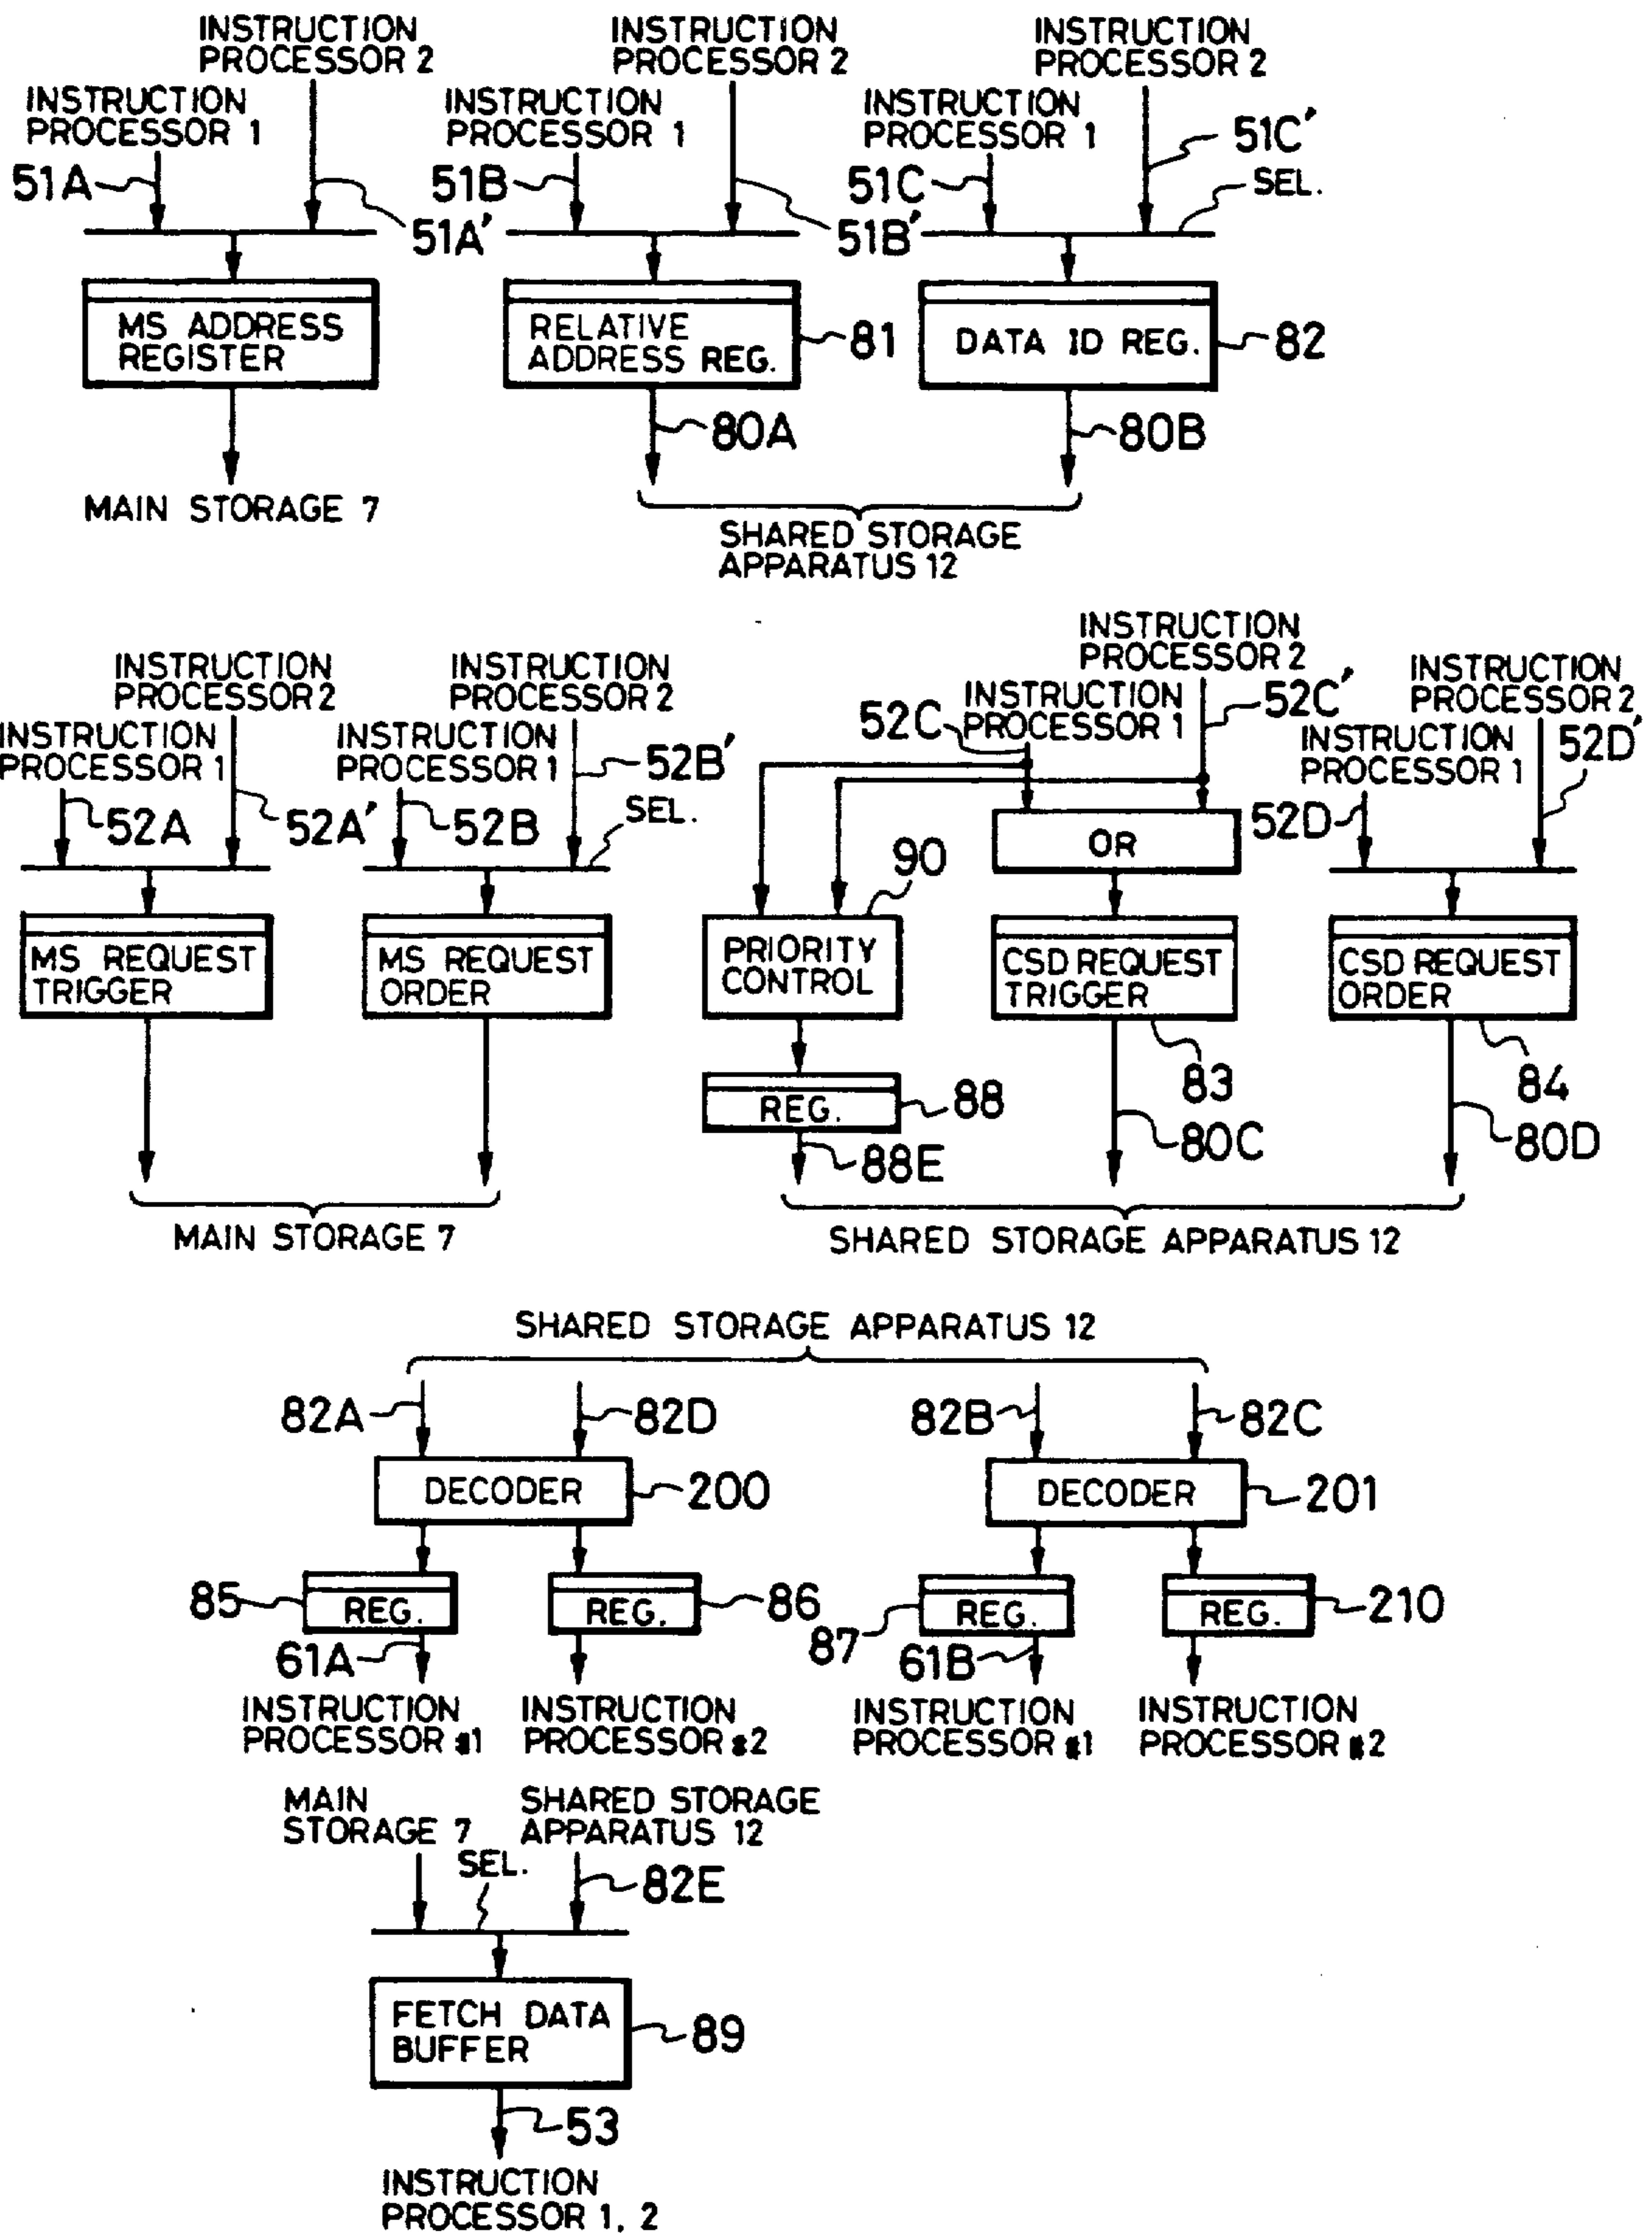 INSTRUCTION
PROCESSOR 2
INSTRUCTION
PROCESSOR 2
INSTRUCTION
PROCESSOR 2
INSTRUCTION
PROCESSOR 1
INSTRUCTION
PROCESSOR 1
INSTRUCTION
PROCESSOR 1
51A
51A'
51B
51B'
51C
51C'
SEL.
MS ADDRESS
REGISTER
RELATIVE
ADDRESS REG.
81
DATA ID REG.
82
80A
80B
MAIN STORAGE 7
SHARED STORAGE
APPARATUS 12
INSTRUCTION
PROCESSOR 2
INSTRUCTION
PROCESSOR 2
INSTRUCTION
PROCESSOR 2
INSTRUCTION
PROCESSOR 2
INSTRUCTION
PROCESSOR 1
INSTRUCTION
PROCESSOR 1
INSTRUCTION
PROCESSOR 1
INSTRUCTION
PROCESSOR 1
52A
52A'
52B
52B'
SEL.
52C
52C'
52D
52D'
OR
90
MS REQUEST
TRIGGER
MS REQUEST
ORDER
PRIORITY
CONTROL
CSD REQUEST
TRIGGER
CSD REQUEST
ORDER
83
84
REG.
88
88E
80C
80D
MAIN STORAGE 7
SHARED STORAGE APPARATUS 12
SHARED STORAGE APPARATUS 12
82A
82D
82B
82C
DECODER
200
DECODER
201
85
REG.
REG.
86
87
REG.
REG.
210
61A
61B
INSTRUCTION
PROCESSOR #1
INSTRUCTION
PROCESSOR #2
INSTRUCTION
PROCESSOR #1
INSTRUCTION
PROCESSOR #2
MAIN
STORAGE 7
SHARED STORAGE
APPARATUS 12
SEL.
82E
FETCH DATA
BUFFER
89
53
INSTRUCTION
PROCESSOR 1, 2